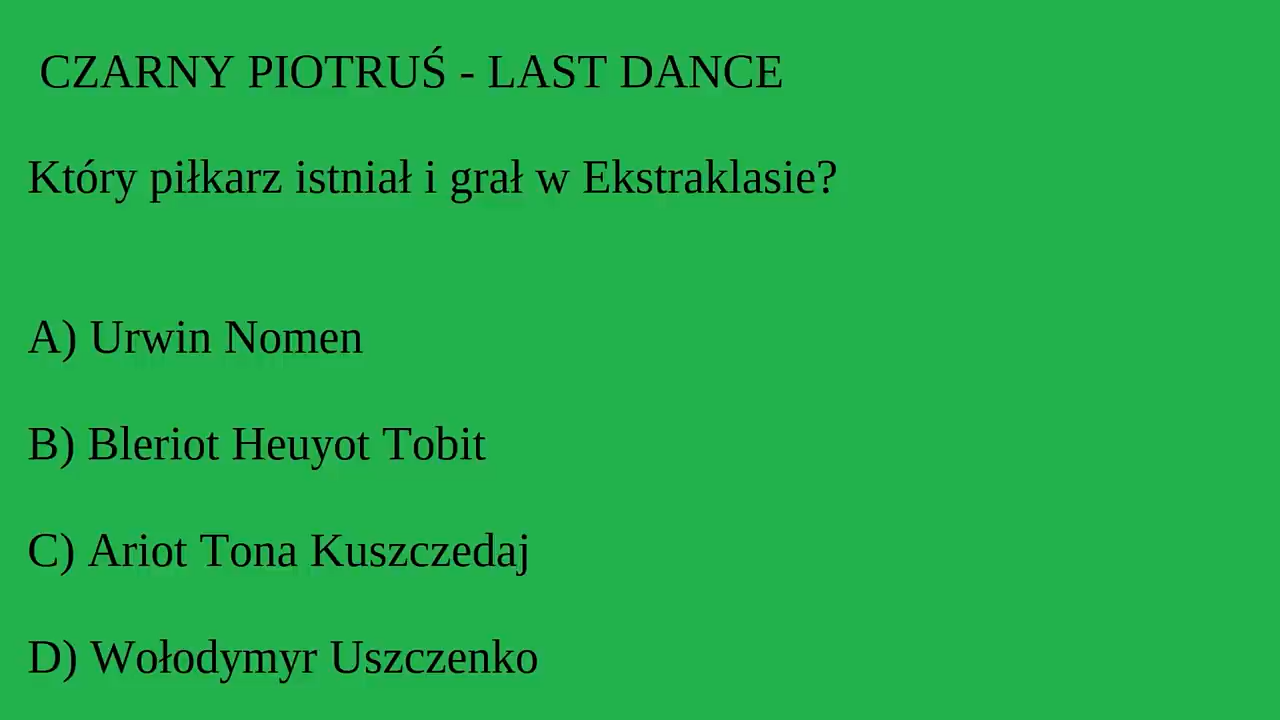 CZARNY PIOTRUŚ - LAST DANCE
Który piłkarz istniał i grał w Ekstraklasie?
A) Urwin Nomen
B) Bleriot Heuyot Tobit
C) Ariot Tona Kuszczedaj
D) Wołodymyr Uszczenko